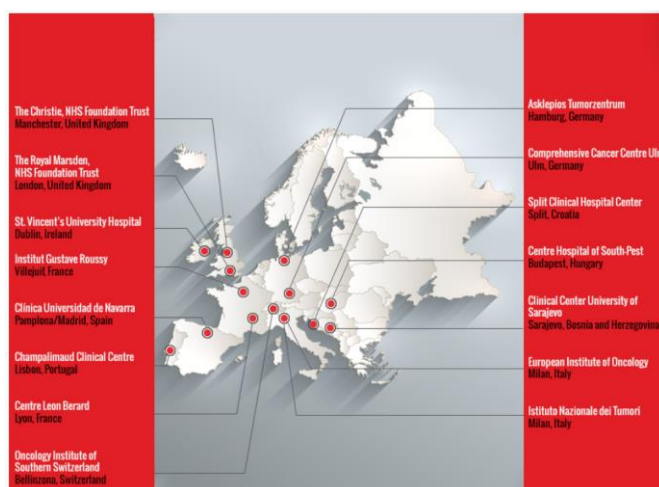 The Christie, NHS Foundation Trust
Manchester, United Kingdom
The Royal Marsden,
NHS Foundation Trust
London, United Kingdom
St. Vincent's University Hospital
Dublin, Ireland
Institut Gustave Roussy
Villejuif, France
Clínica Universidad de Navarra
Pamplona/Madrid, Spain
Champalimaud Clinical Centre
Lisbon, Portugal
Centre Leon Berard
Lyon, France
Oncology Institute of
Southern Switzerland
Bellinzona, Switzerland
Asklepios Tumorzentrum
Hamburg, Germany
Comprehensive Cancer Centre Ulm
Ulm, Germany
Split Clinical Hospital Center
Split, Croatia
Centre Hospital of South-Pest
Budapest, Hungary
Clinical Center University of
Sarajevo
Sarajevo, Bosnia and Herzegovina
European Institute of Oncology
Milan, Italy
Istituto Nazionale dei Tumori
Milan, Italy